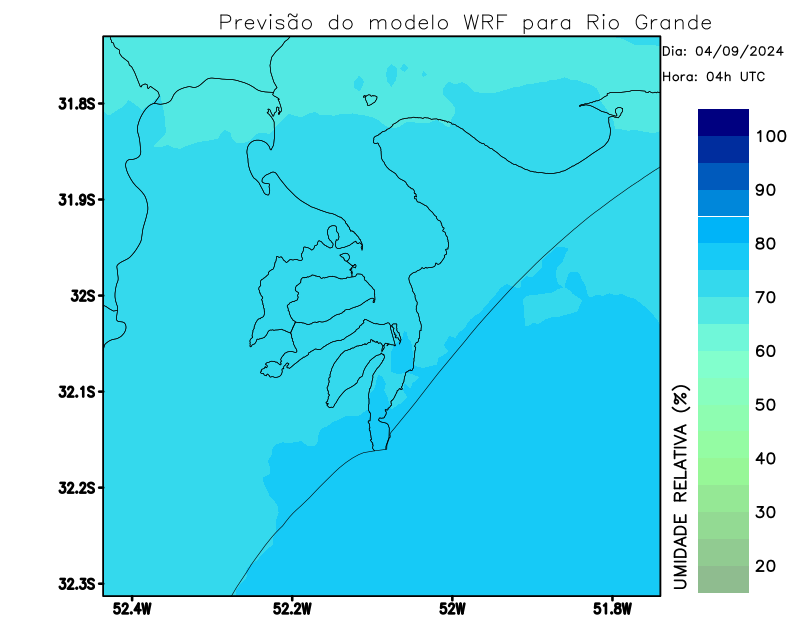 Previsão do modelo WRF para Rio Grande
Dia: 04/09/2024
Hora: 04h UTC
31.8S
31.9S
32S
32.1S
32.2S
32.3S
52.4W
52.2W
52W
51.8W
100
90
80
70
60
50
40
30
20
UMIDADE RELATIVA (%)